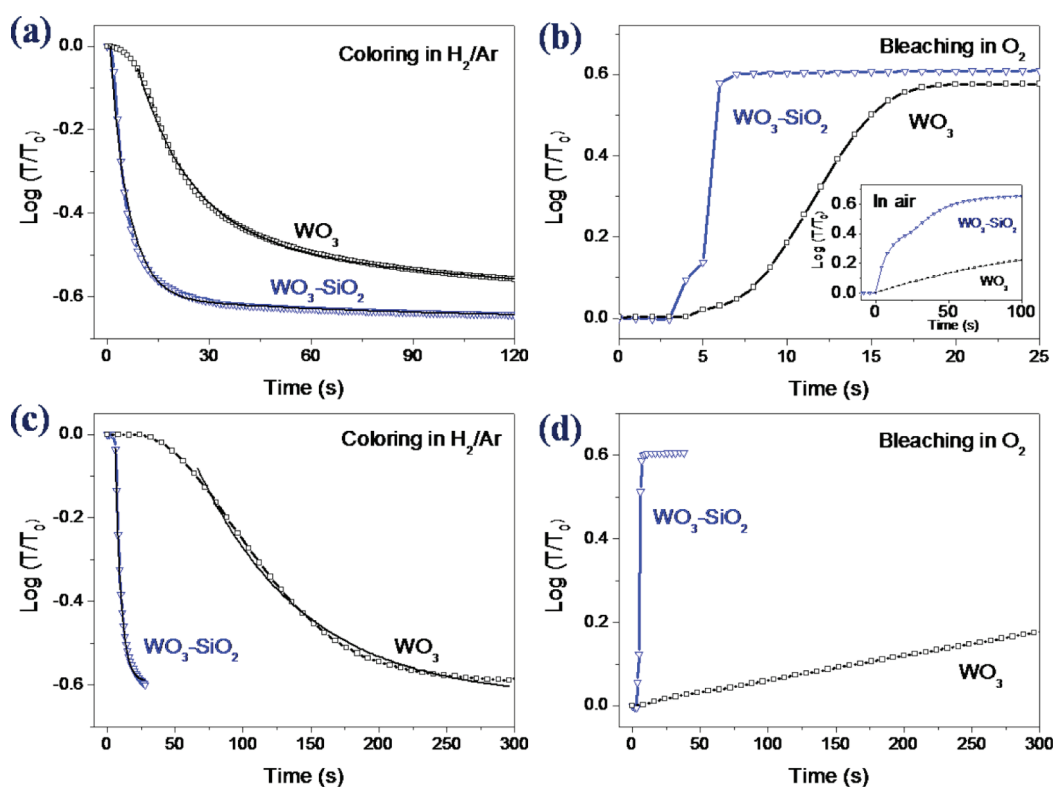 (a)
Coloring in H₂/Ar
0.0
-0.2
-0.4
-0.6
Log (T/T₀)
WO₃
WO₃-SiO₂
0 30 60 90 120
Time (s)
(b)
Bleaching in O₂
0.6
0.4
0.2
0.0
Log (T/T₀)
WO₃-SiO₂
WO₃
In air
0.6
0.4
0.2
0.0
Log (T/T₀)
WO₃-SiO₂
WO₃
0 50 100
Time (s)
0 5 10 15 20 25
Time (s)
(c)
Coloring in H₂/Ar
0.0
-0.2
-0.4
-0.6
Log (T/T₀)
WO₃-SiO₂
WO₃
0 50 100 150 200 250 300
Time (s)
(d)
Bleaching in O₂
0.6
0.4
0.2
0.0
Log (T/T₀)
WO₃-SiO₂
WO₃
0 50 100 150 200 250 300
Time (s)